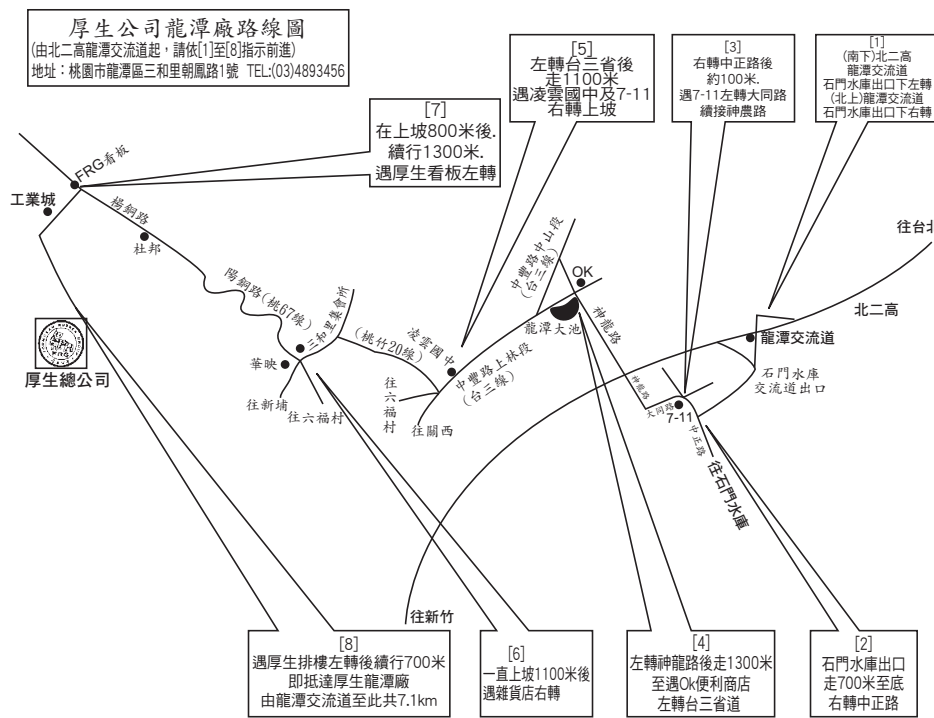 厚生公司龍潭廠路線圖
(由北二高龍潭交流道起，請依[1]至[8]指示前進)
地址：桃園市龍潭區三和里朝鳳路1號 TEL:(03)4893456
[7]
在上坡800米後.
續行1300米.
遇厚生看板左轉
[5]
左轉台三省後
走1100米
遇凌雲國中及7-11
右轉上坡
[3]
右轉中正路後
約100米.
遇7-11左轉大同路
續接神農路
[1]
(南下)北二高
龍潭交流道
石門水庫出口下左轉
(北上)龍潭交流道
石門水庫出口下右轉
FRG看板
工業城
楊銅路
杜邦
陽銅路(桃67線)
三和里集會所
華映
往新埔
往六福村
(桃竹20線)
凌雲國中
往六福村
往關西
中豐路上林段
(台三線)
中豐路中山段
(台三線)
OK
龍潭大池
神龍路
神龍路
大同路
7-11
中正路
往石門水庫
往台北
北二高
龍潭交流道
石門水庫
交流道出口
厚生總公司
往新竹
[8]
遇厚生排樓左轉後續行700米
即抵達厚生龍潭廠
由龍潭交流道至此共7.1km
[6]
一直上坡1100米後
遇雜貨店右轉
[4]
左轉神龍路後走1300米
至遇Ok便利商店
左轉台三省道
[2]
石門水庫出口
走700米至底
右轉中正路